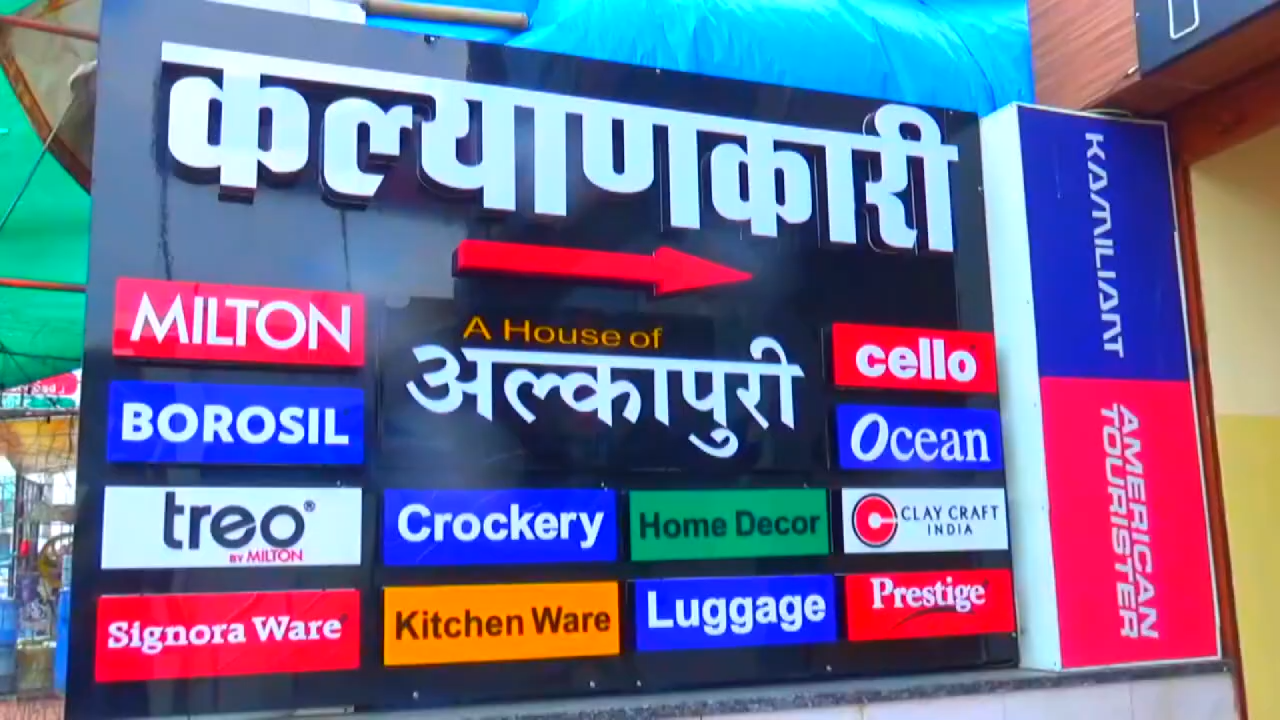 कल्याणकारी
A House of
अल्कापुरी
MILTON
BOROSIL
treo®
BY MILTON
Signora Ware
Crockery
Home Decor
Kitchen Ware
Luggage
cello
Ocean
CLAY CRAFT
INDIA
Prestige
KAMILIANT
AMERICAN
TOURISTER